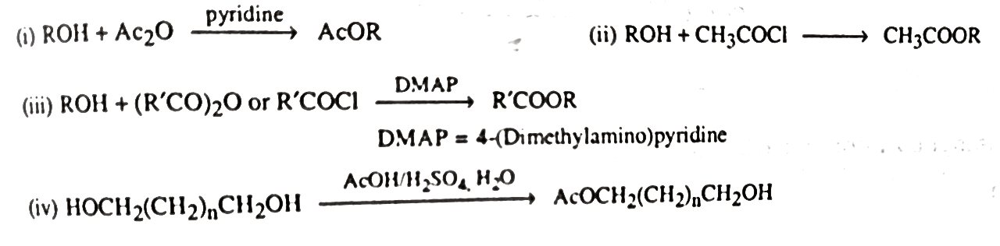 (i) ROH + Ac₂O pyridine⟶ AcOR (ii) ROH + CH₃COCl ⟶ CH₃COOR
(iii) ROH + (R′CO)₂O or R′COCl DMAP⟶ R′COOR
DMAP = 4-(Dimethylamino)pyridine
(iv) HOCH₂(CH₂)ₙCH₂OH AcOH/H₂SO₄, H₂O⟶ AcOCH₂(CH₂)ₙCH₂OH